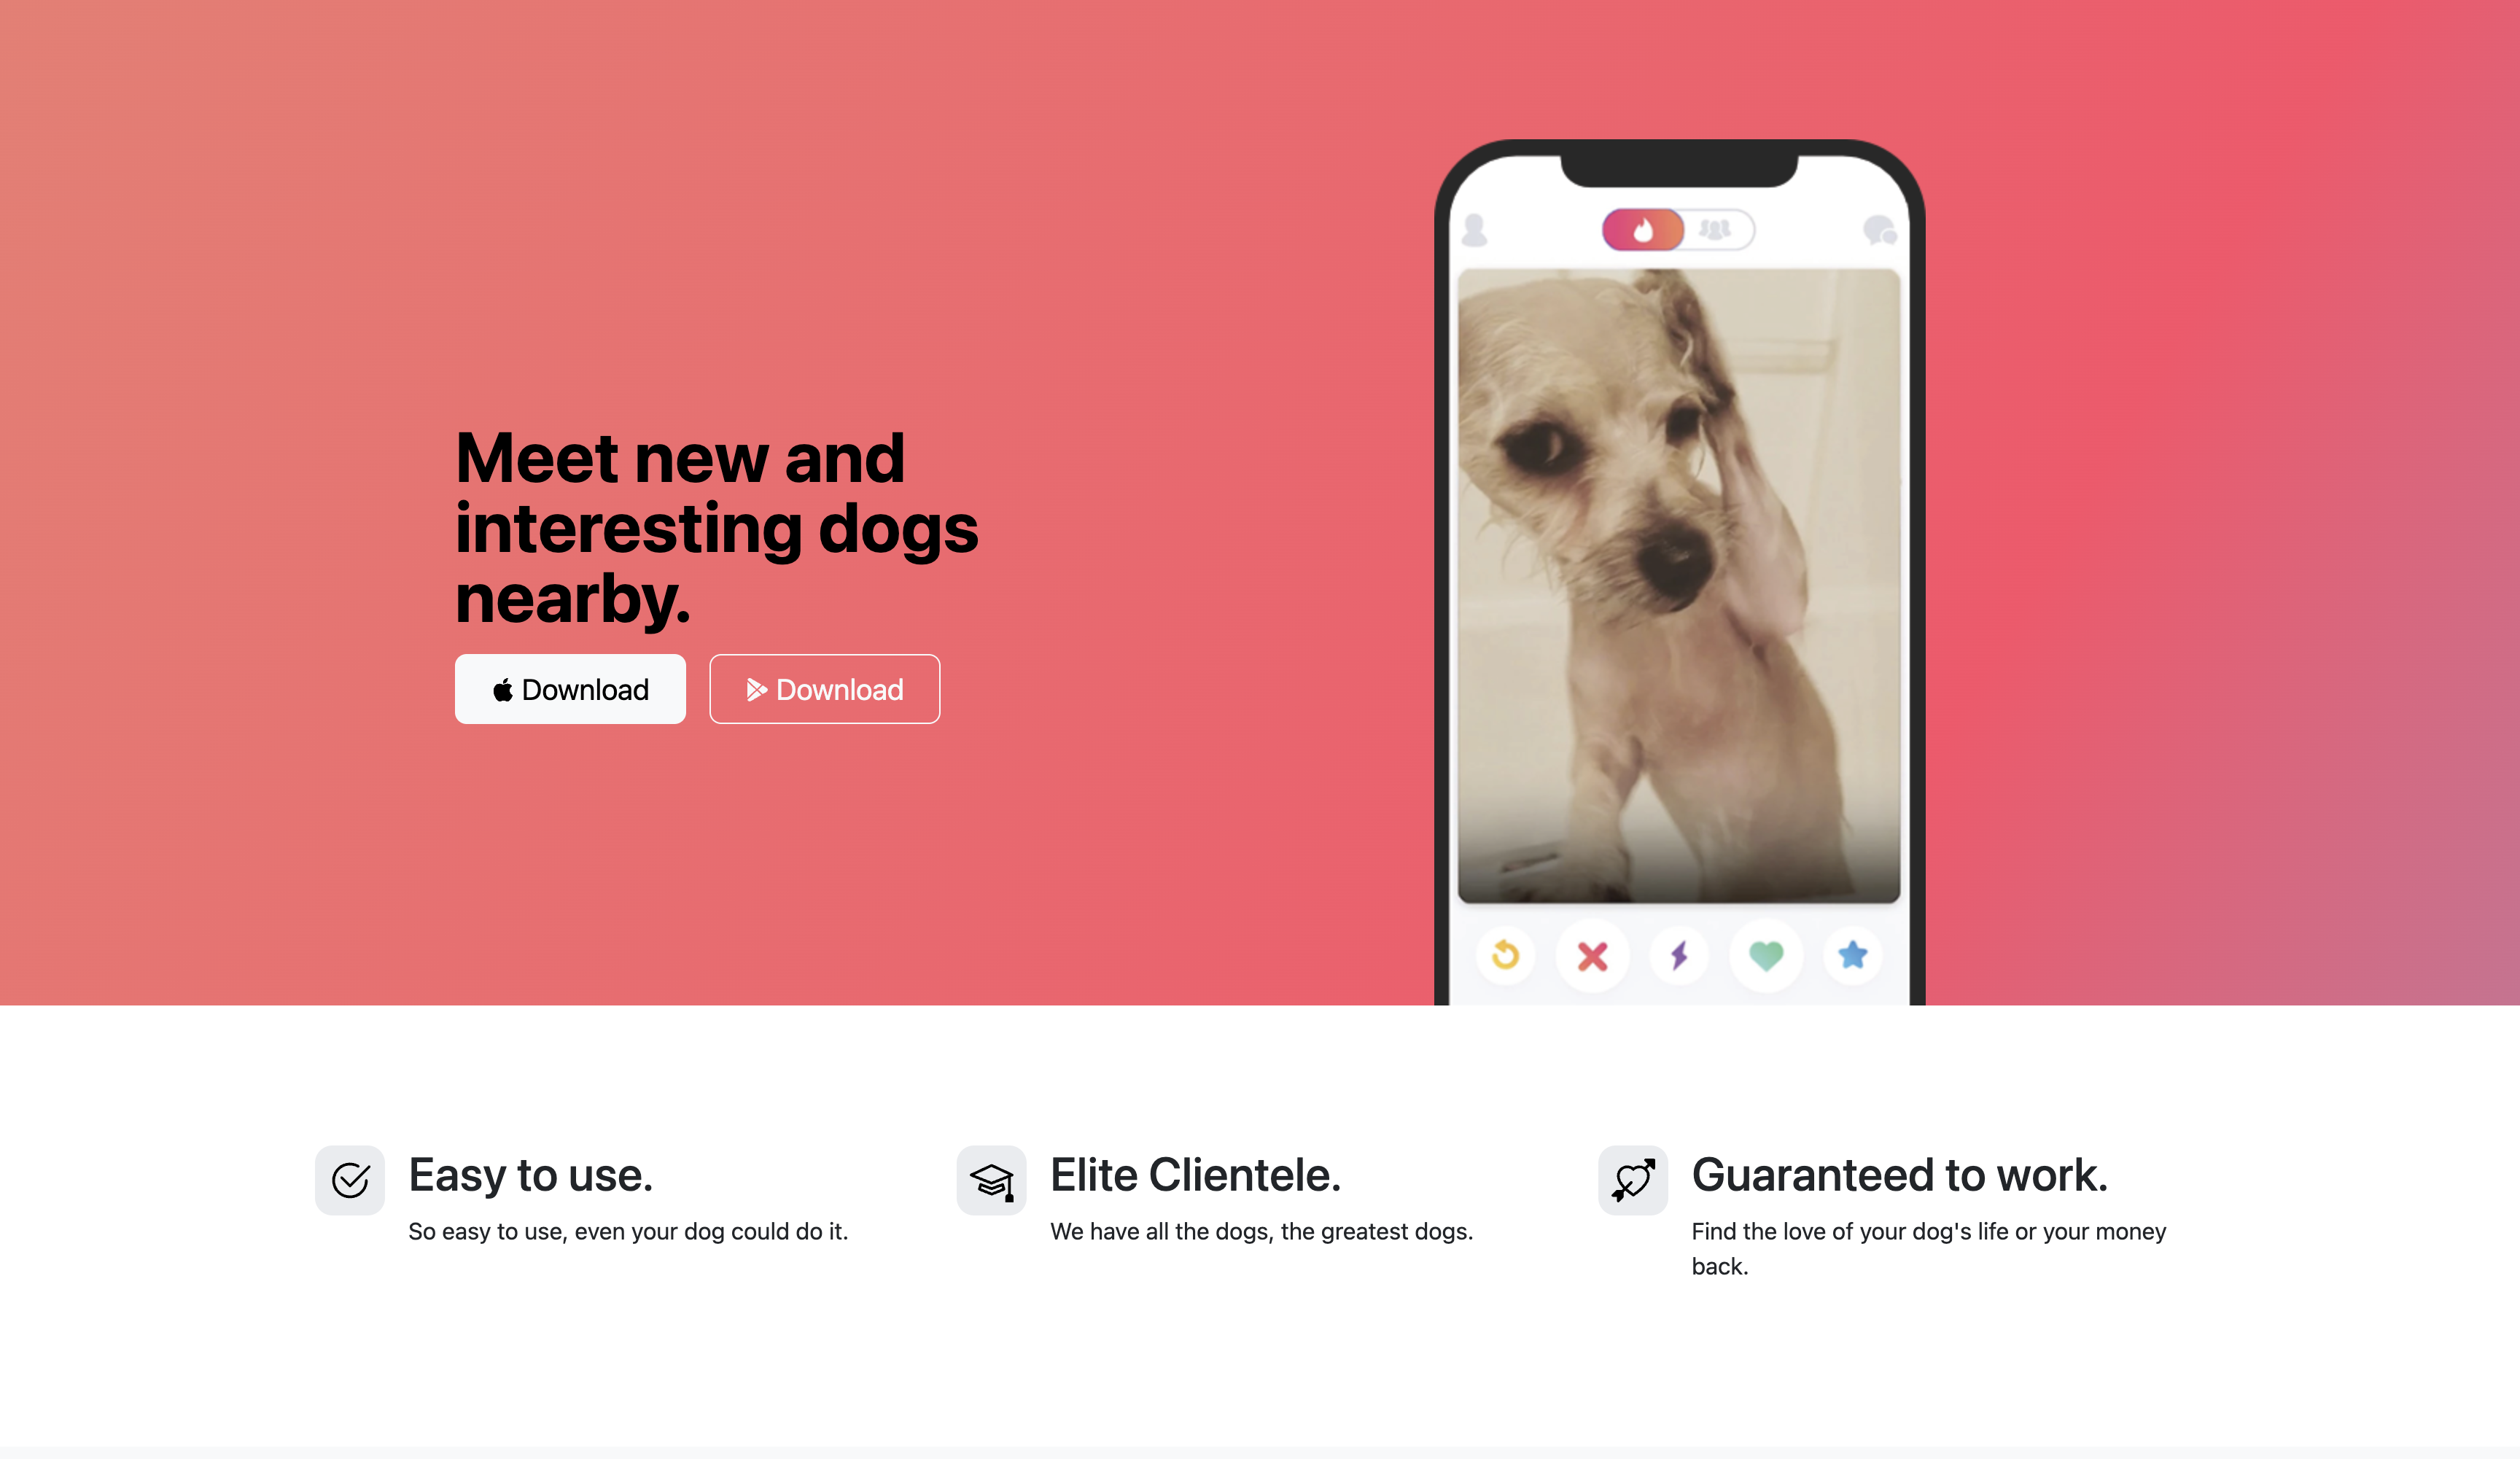 Meet new and
interesting dogs
nearby.
Download
Download
Easy to use.
So easy to use, even your dog could do it.
Elite Clientele.
We have all the dogs, the greatest dogs.
Guaranteed to work.
Find the love of your dog's life or your money
back.